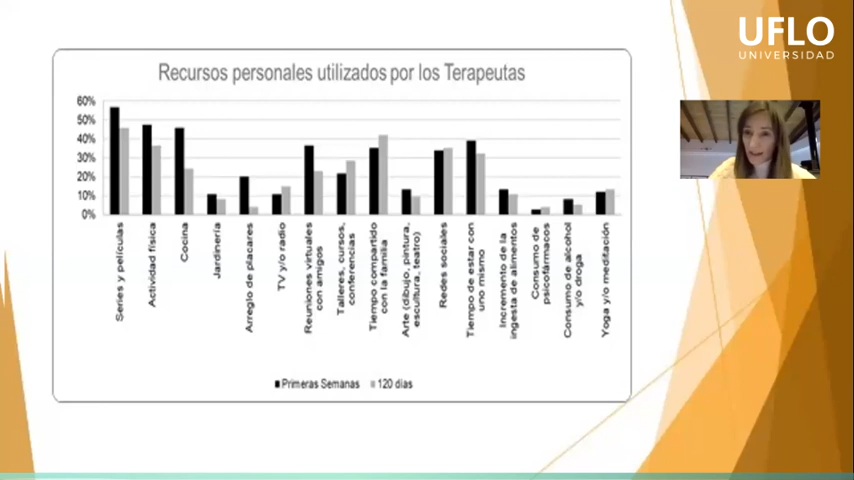 UFLO
UNIVERSIDAD
Recursos personales utilizados por los Terapeutas
60%
50%
40%
30%
20%
10%
0%
Series y películas
Actividad física
Cocina
Jardinería
Arreglo de placares
TV y/o radio
Reuniones virtuales
con amigos
Talleres, cursos,
conferencias
Tiempo compartido
con la familia
Arte (dibujo, pintura,
escultura, teatro)
Redes sociales
Tiempo de estar con
uno mismo
Incremento de la
ingesta de alimentos
Consumo de
psicofármacos
Consumo de alcohol
y/o droga
Yoga y/o meditación
Primeras Semanas
120 días